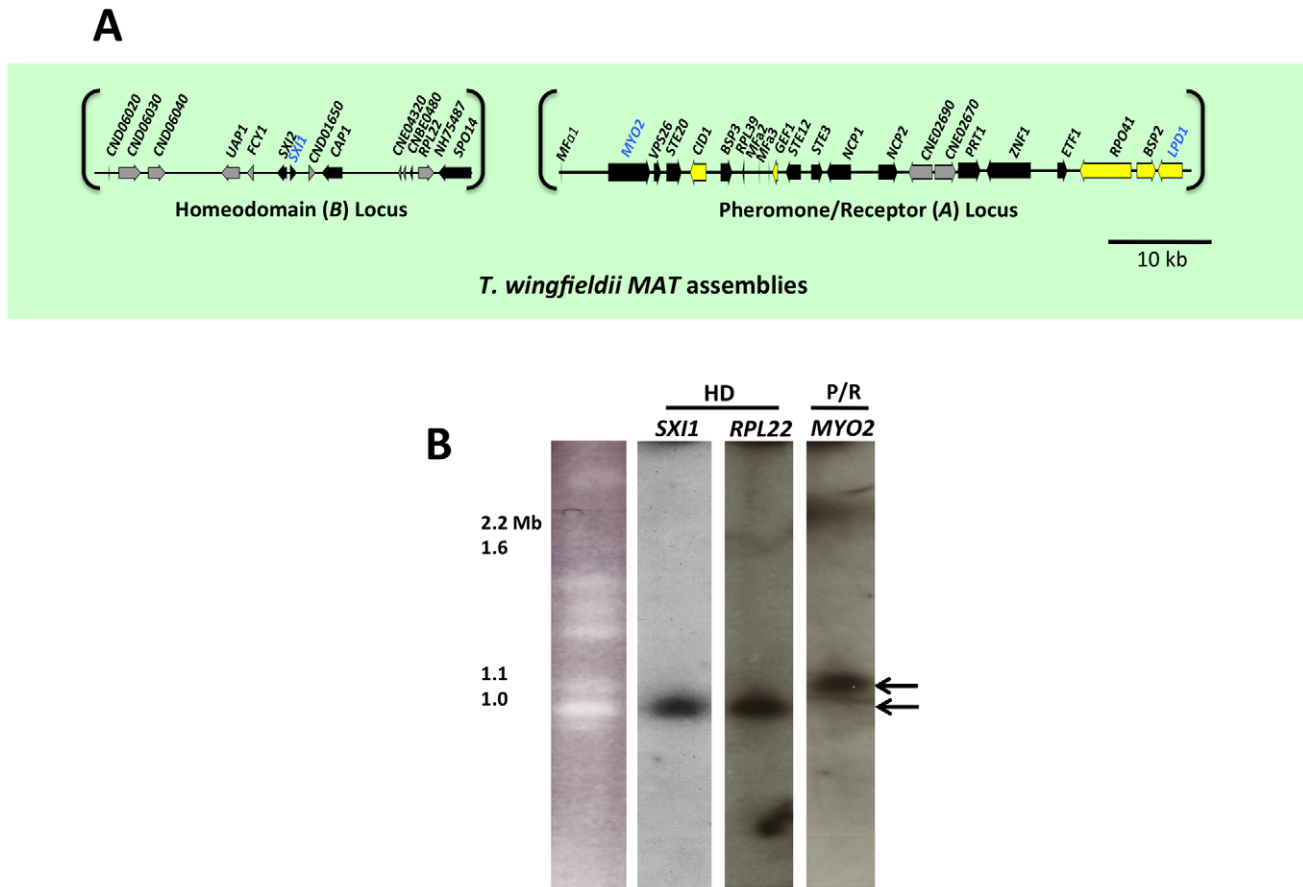 A
CND06020
CND06030
CND06040
UAP1
FCY1
SXI2
SXI1
CND01650
CAP1
CNE04320
CNBE0480
RPL22
NH75487
SPO14
MFα1
MYO2
VPS26
STE20
CID1
BSP3
RPL39
MFα2
MFα3
GEF1
STE12
STE3
NCP1
NCP2
CNE02690
CNE02670
PRT1
ZNF1
ETF1
RPO41
BSP2
LPD1
Homeodomain (B) Locus
Pheromone/Receptor (A) Locus
10 kb
T. wingfieldii MAT assemblies
B
HD
P/R
SXI1
RPL22
MYO2
2.2 Mb
1.6
1.1
1.0